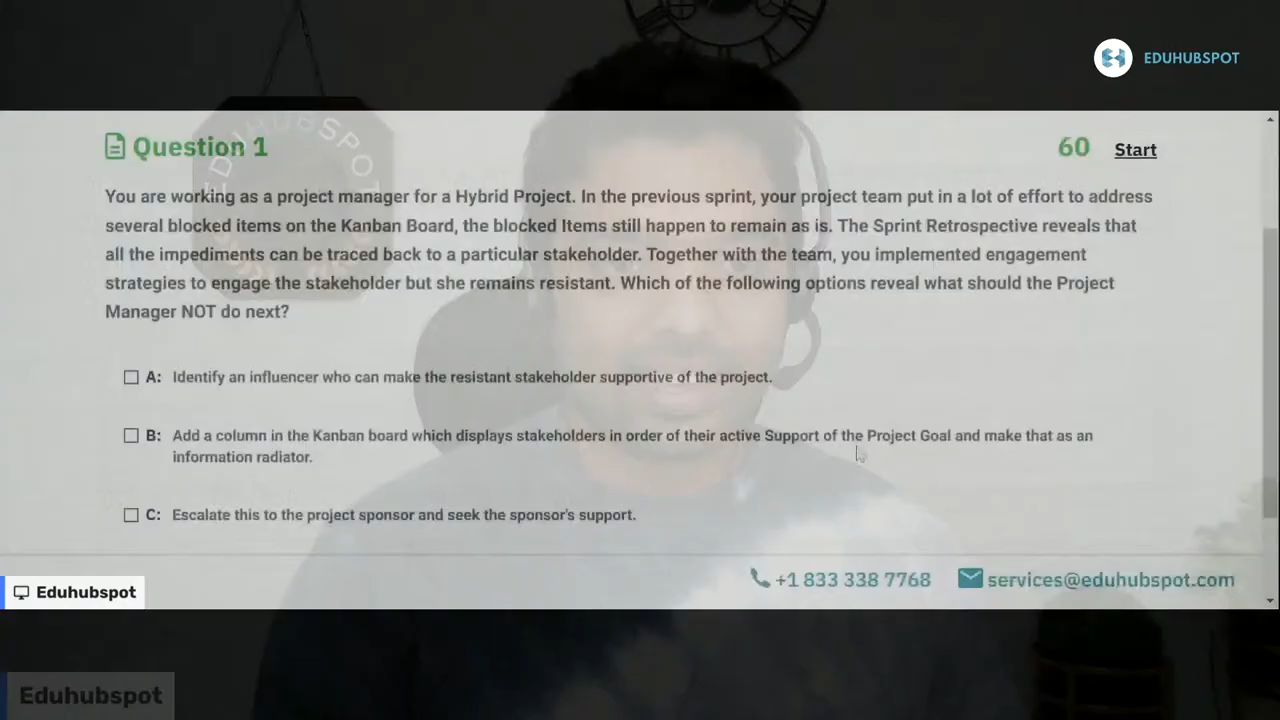 EDUHUBSPOT
EDUHUBSPOT
Question 1
60 Start
You are working as a project manager for a Hybrid Project. In the previous sprint, your project team put in a lot of effort to address
several blocked items on the Kanban Board, the blocked Items still happen to remain as is. The Sprint Retrospective reveals that
all the impediments can be traced back to a particular stakeholder. Together with the team, you implemented engagement
strategies to engage the stakeholder but she remains resistant. Which of the following options reveal what should the Project
Manager NOT do next?
A: Identify an influencer who can make the resistant stakeholder supportive of the project.
B: Add a column in the Kanban board which displays stakeholders in order of their active Support of the Project Goal and make that as an
information radiator.
C: Escalate this to the project sponsor and seek the sponsor's support.
+1 833 338 7768 services@eduhubspot.com
Eduhubspot
Eduhubspot